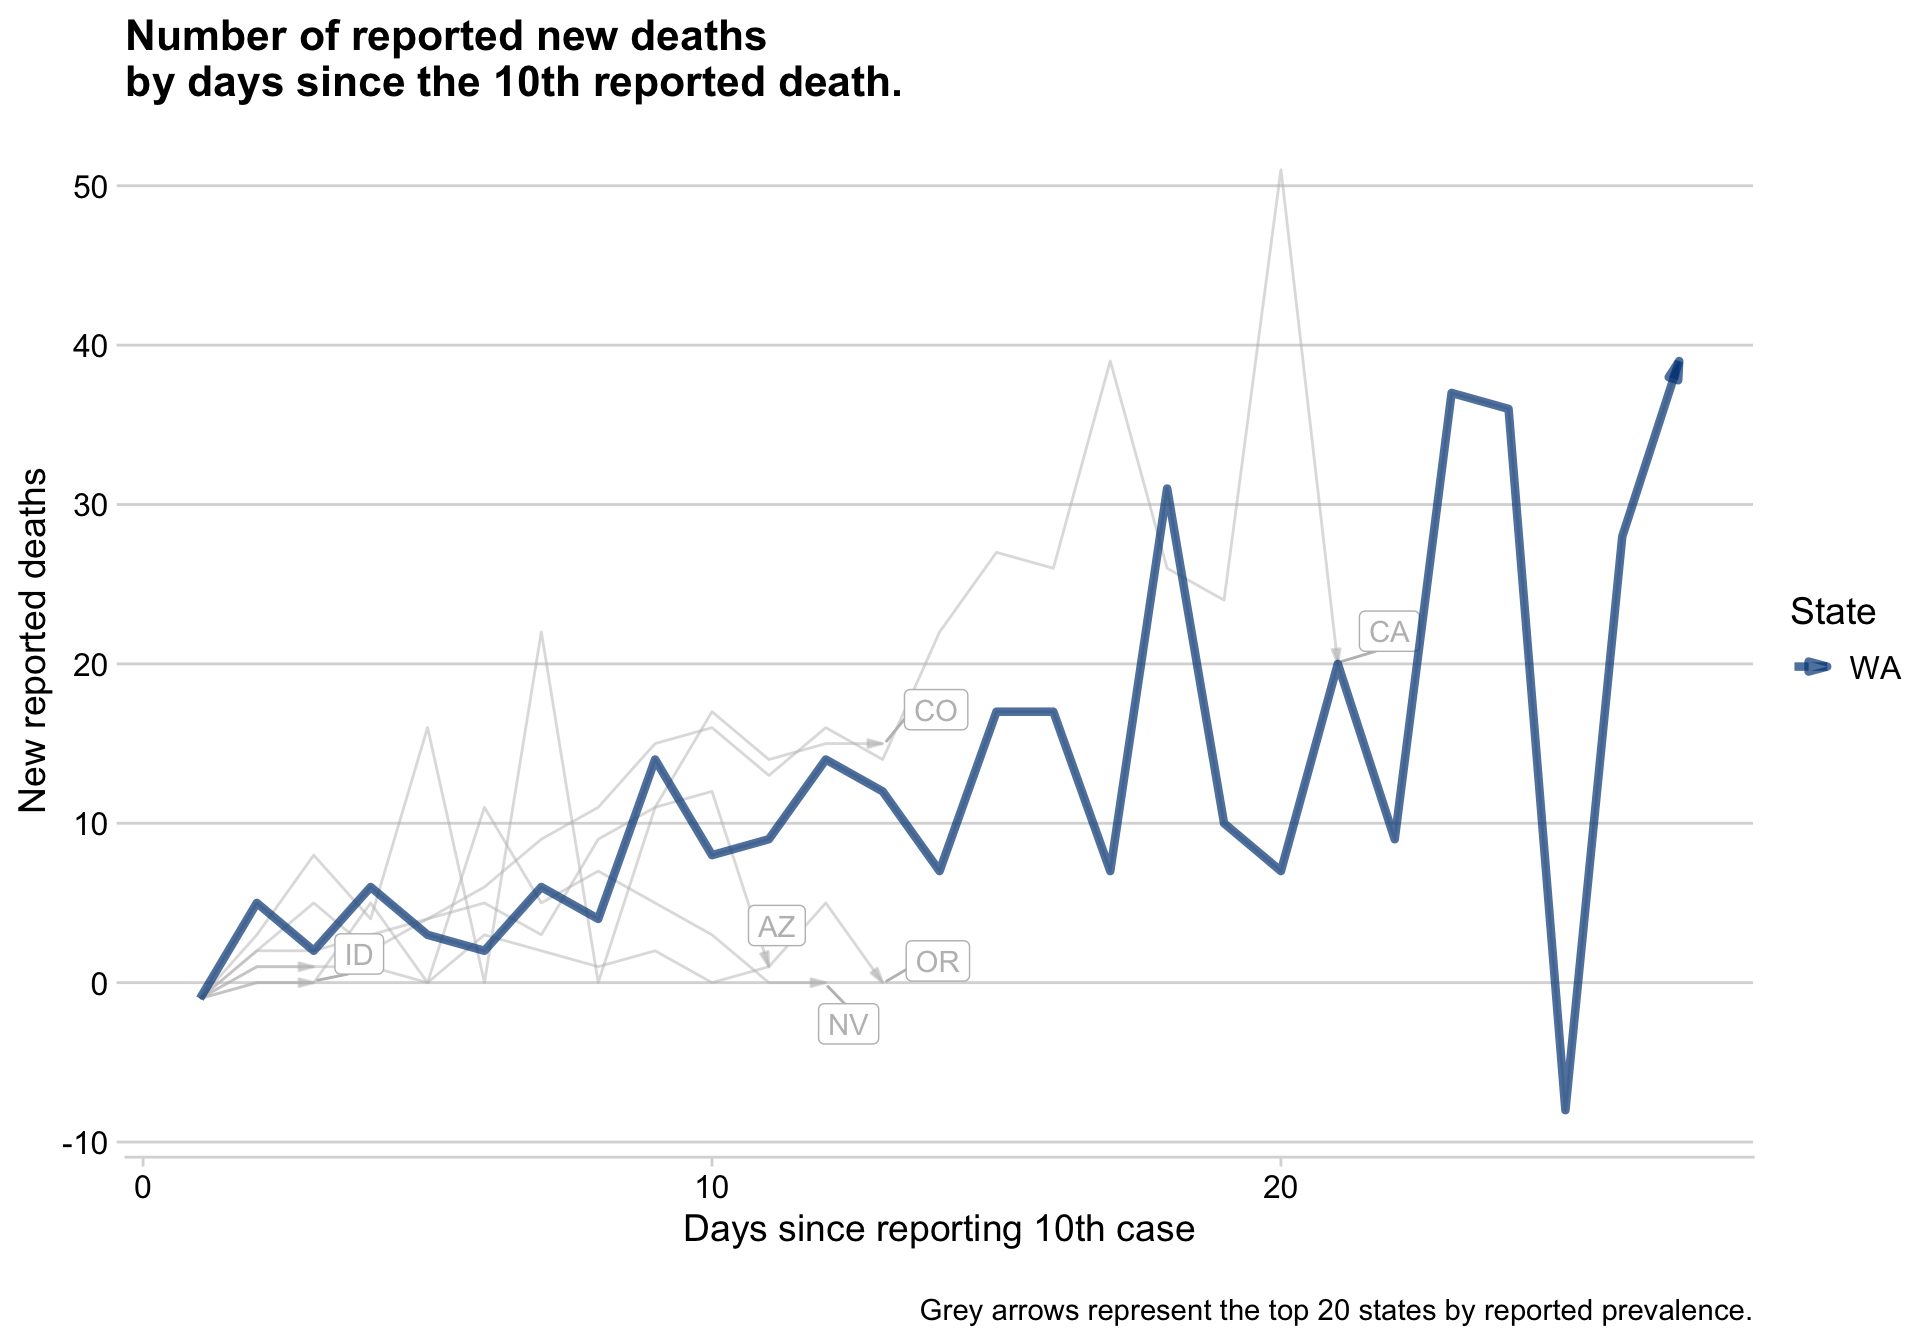 Number of reported new deaths
by days since the 10th reported death.
New reported deaths
50
40
30
20
10
0
-10
CA
CO
AZ
ID
OR
NV
State
WA
0
10
20
Days since reporting 10th case
Grey arrows represent the top 20 states by reported prevalence.